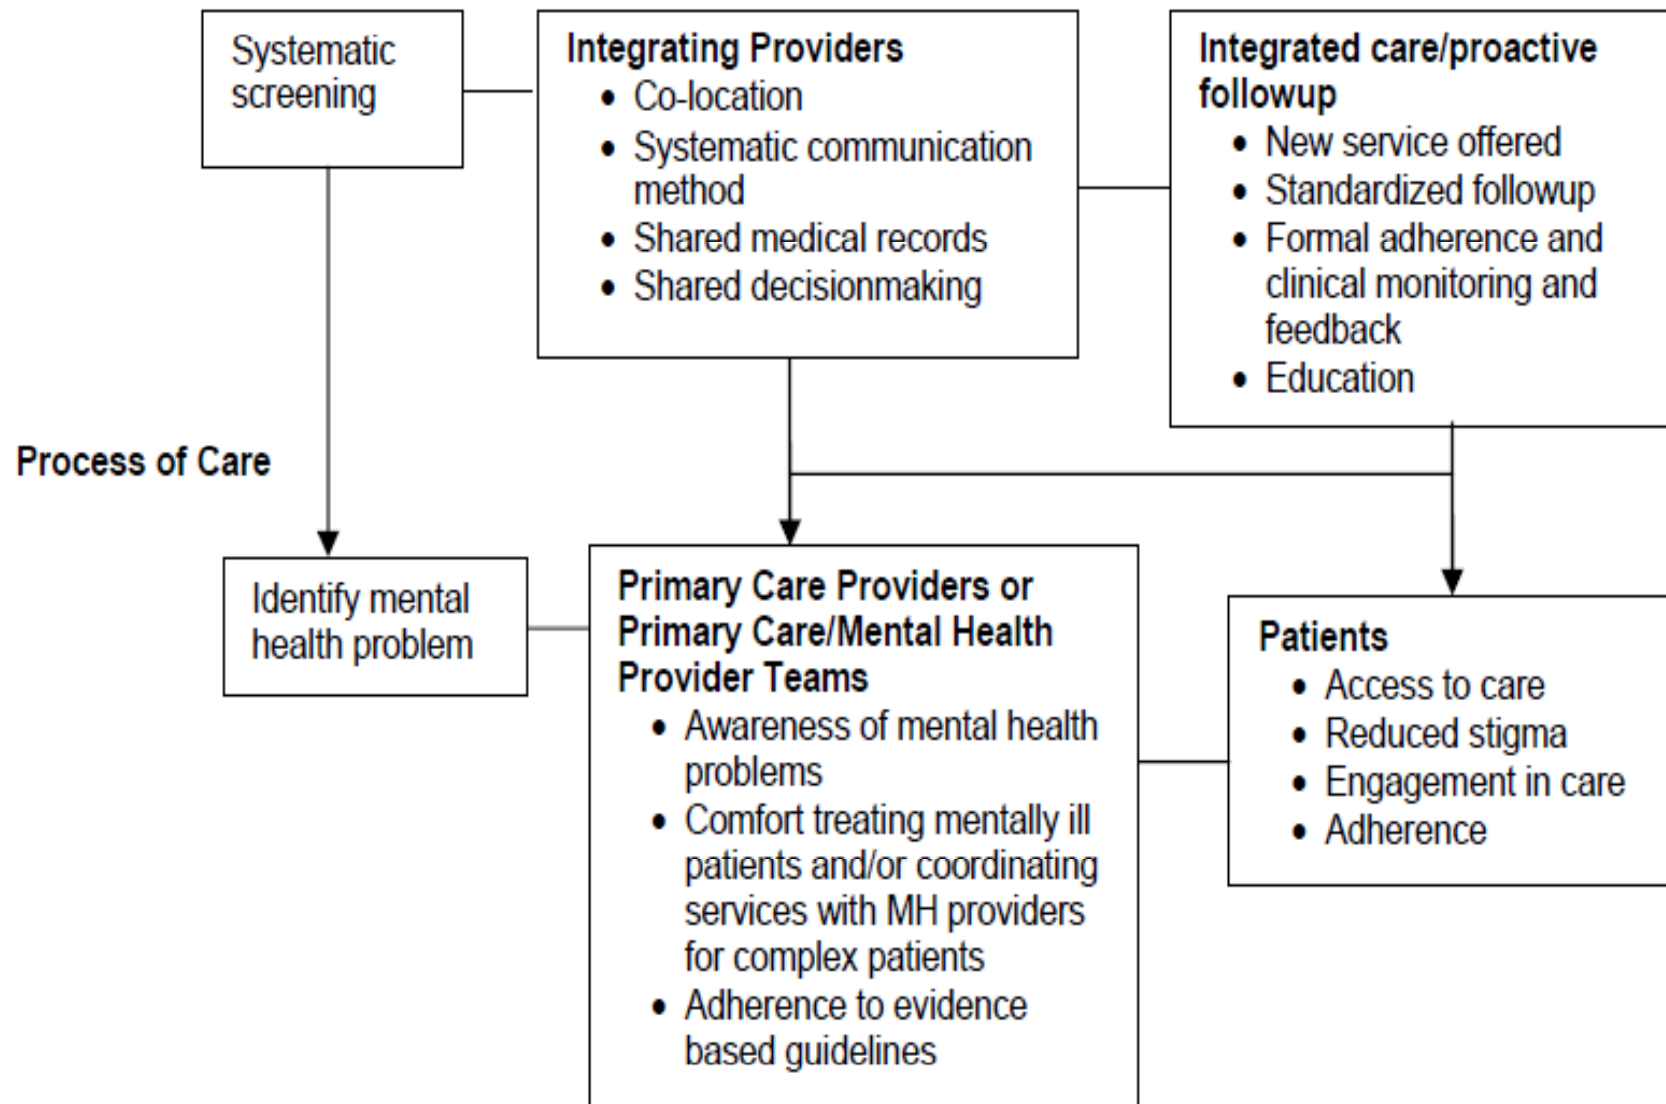 Systematic
screening
Integrating Providers
• Co-location
• Systematic communication
method
• Shared medical records
• Shared decisionmaking
Integrated care/proactive
followup
• New service offered
• Standardized followup
• Formal adherence and
clinical monitoring and
feedback
• Education
Process of Care
Identify mental
health problem
Primary Care Providers or
Primary Care/Mental Health
Provider Teams
• Awareness of mental health
problems
• Comfort treating mentally ill
patients and/or coordinating
services with MH providers
for complex patients
• Adherence to evidence
based guidelines
Patients
• Access to care
• Reduced stigma
• Engagement in care
• Adherence